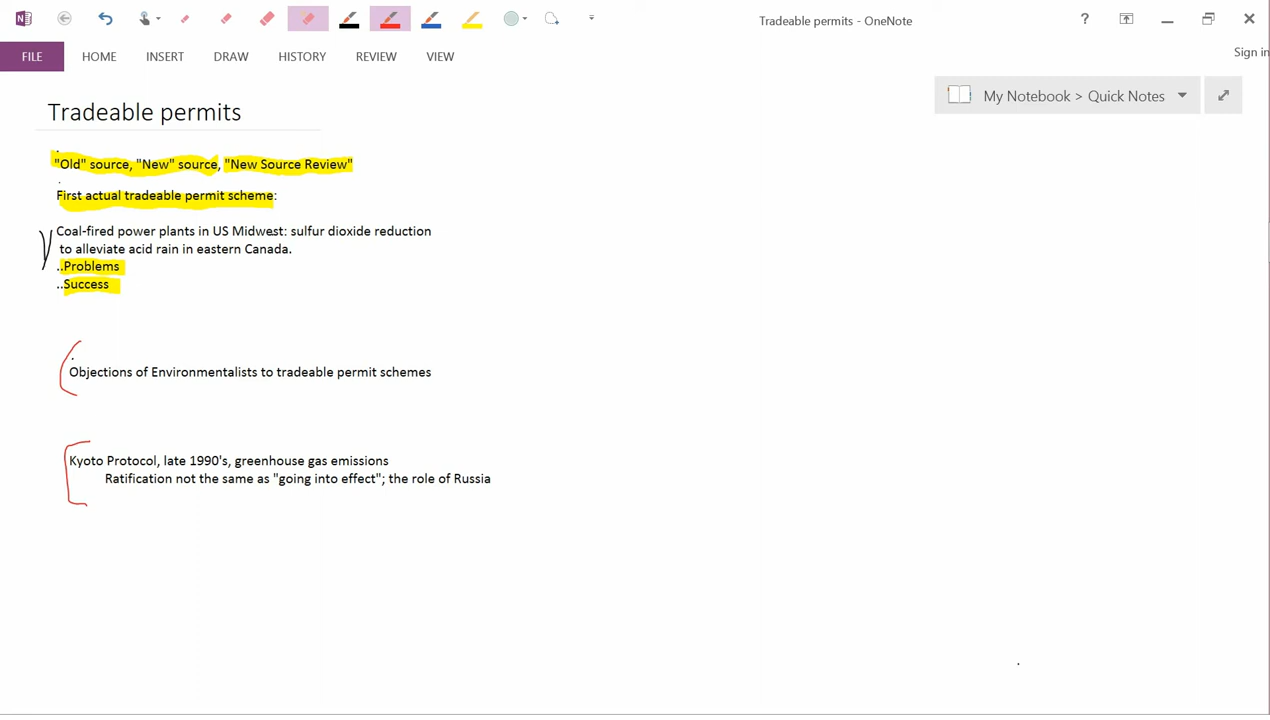 Tradeable permits - OneNote
?
Sign in
FILE HOME INSERT DRAW HISTORY REVIEW VIEW
My Notebook > Quick Notes
Tradeable permits
"Old" source, "New" source, "New Source Review"
First actual tradeable permit scheme:
Coal-fired power plants in US Midwest: sulfur dioxide reduction
to alleviate acid rain in eastern Canada.
..Problems
..Success
Objections of Environmentalists to tradeable permit schemes
Kyoto Protocol, late 1990's, greenhouse gas emissions
Ratification not the same as "going into effect"; the role of Russia